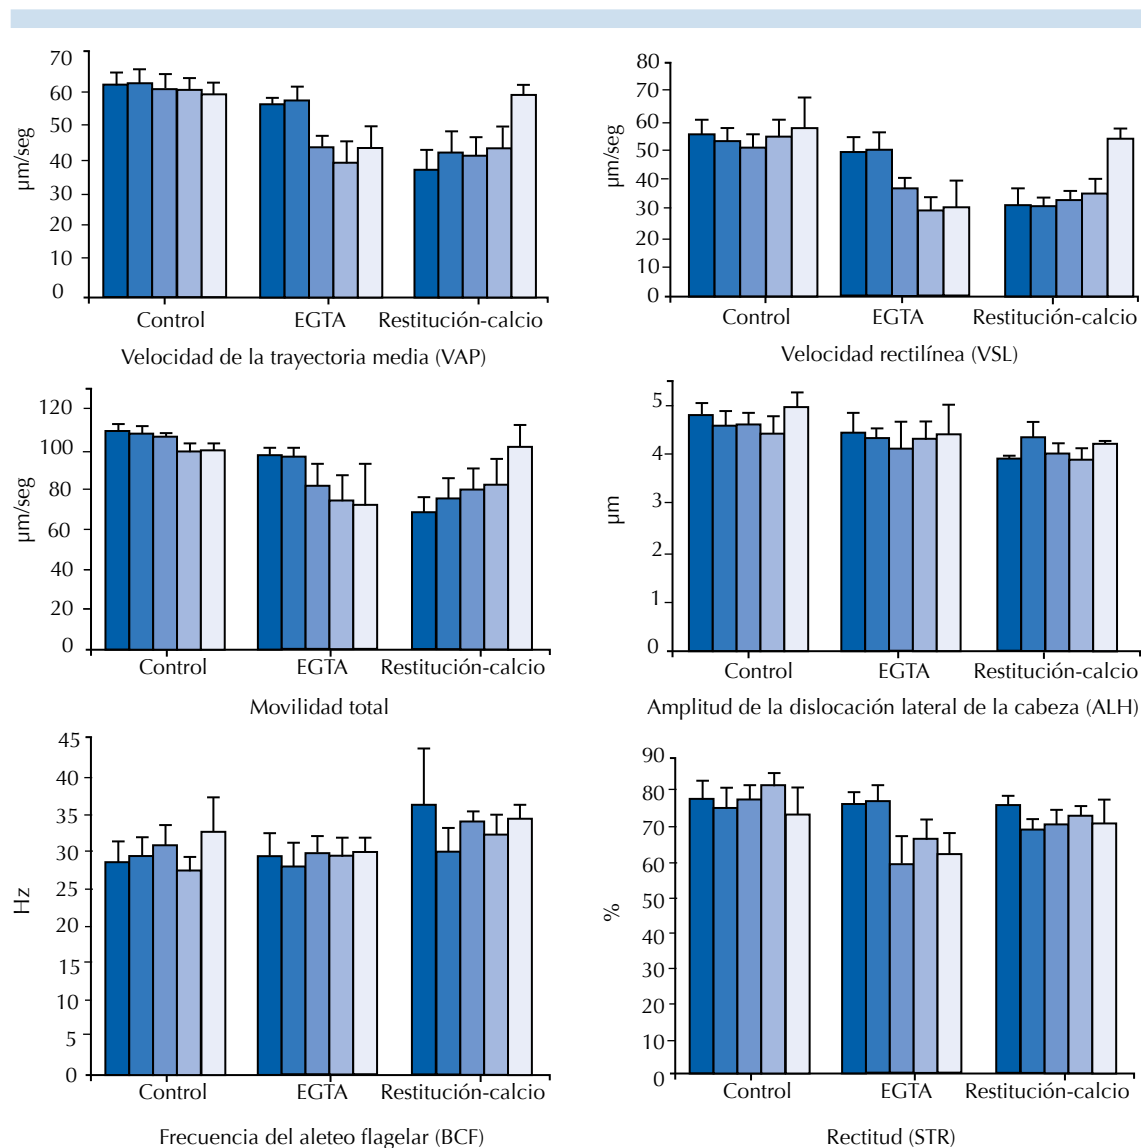 70
60
50
40
30
20
10
0
µm/seg
Control
EGTA
Restitución-calcio
Velocidad de la trayectoria media (VAP)
80
70
60
50
40
30
20
10
0
µm/seg
Control
EGTA
Restitución-calcio
Velocidad rectilínea (VSL)
120
100
80
60
40
20
0
µm/seg
Control
EGTA
Restitución-calcio
Movilidad total
5
4
3
2
1
0
µm
Control
EGTA
Restitución-calcio
Amplitud de la dislocación lateral de la cabeza (ALH)
45
40
35
30
25
20
15
10
5
0
Hz
Control
EGTA
Restitución-calcio
Frecuencia del aleteo flagelar (BCF)
90
80
70
60
50
40
30
20
10
0
%
Control
EGTA
Restitución-calcio
Rectitud (STR)